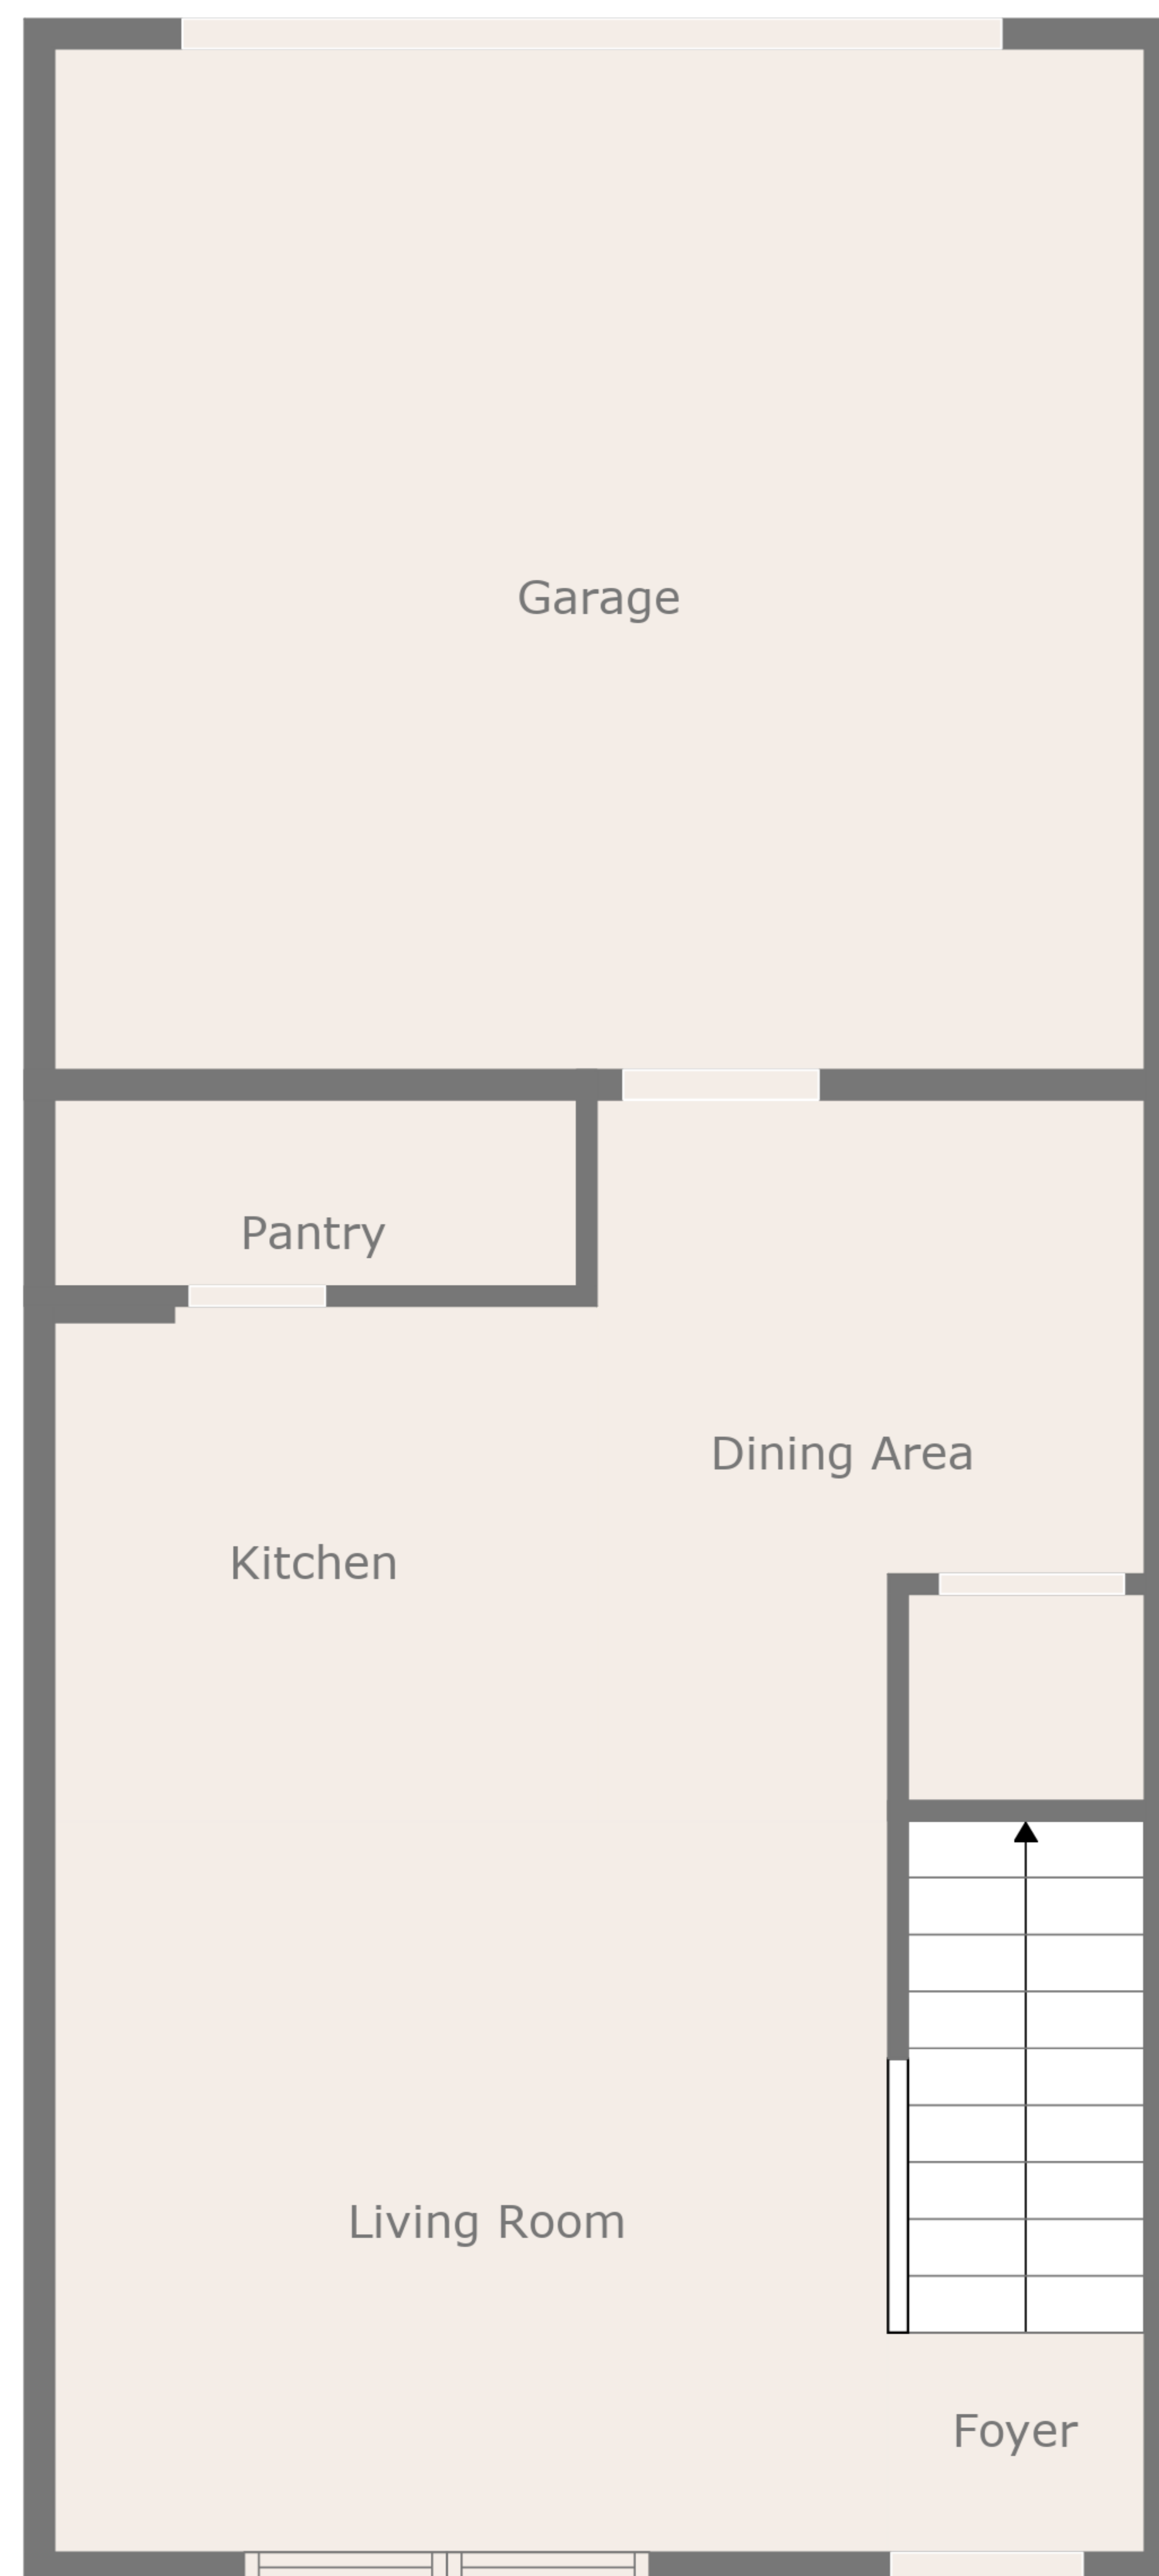 Garage
Pantry
Dining Area
Kitchen
Living Room
Foyer